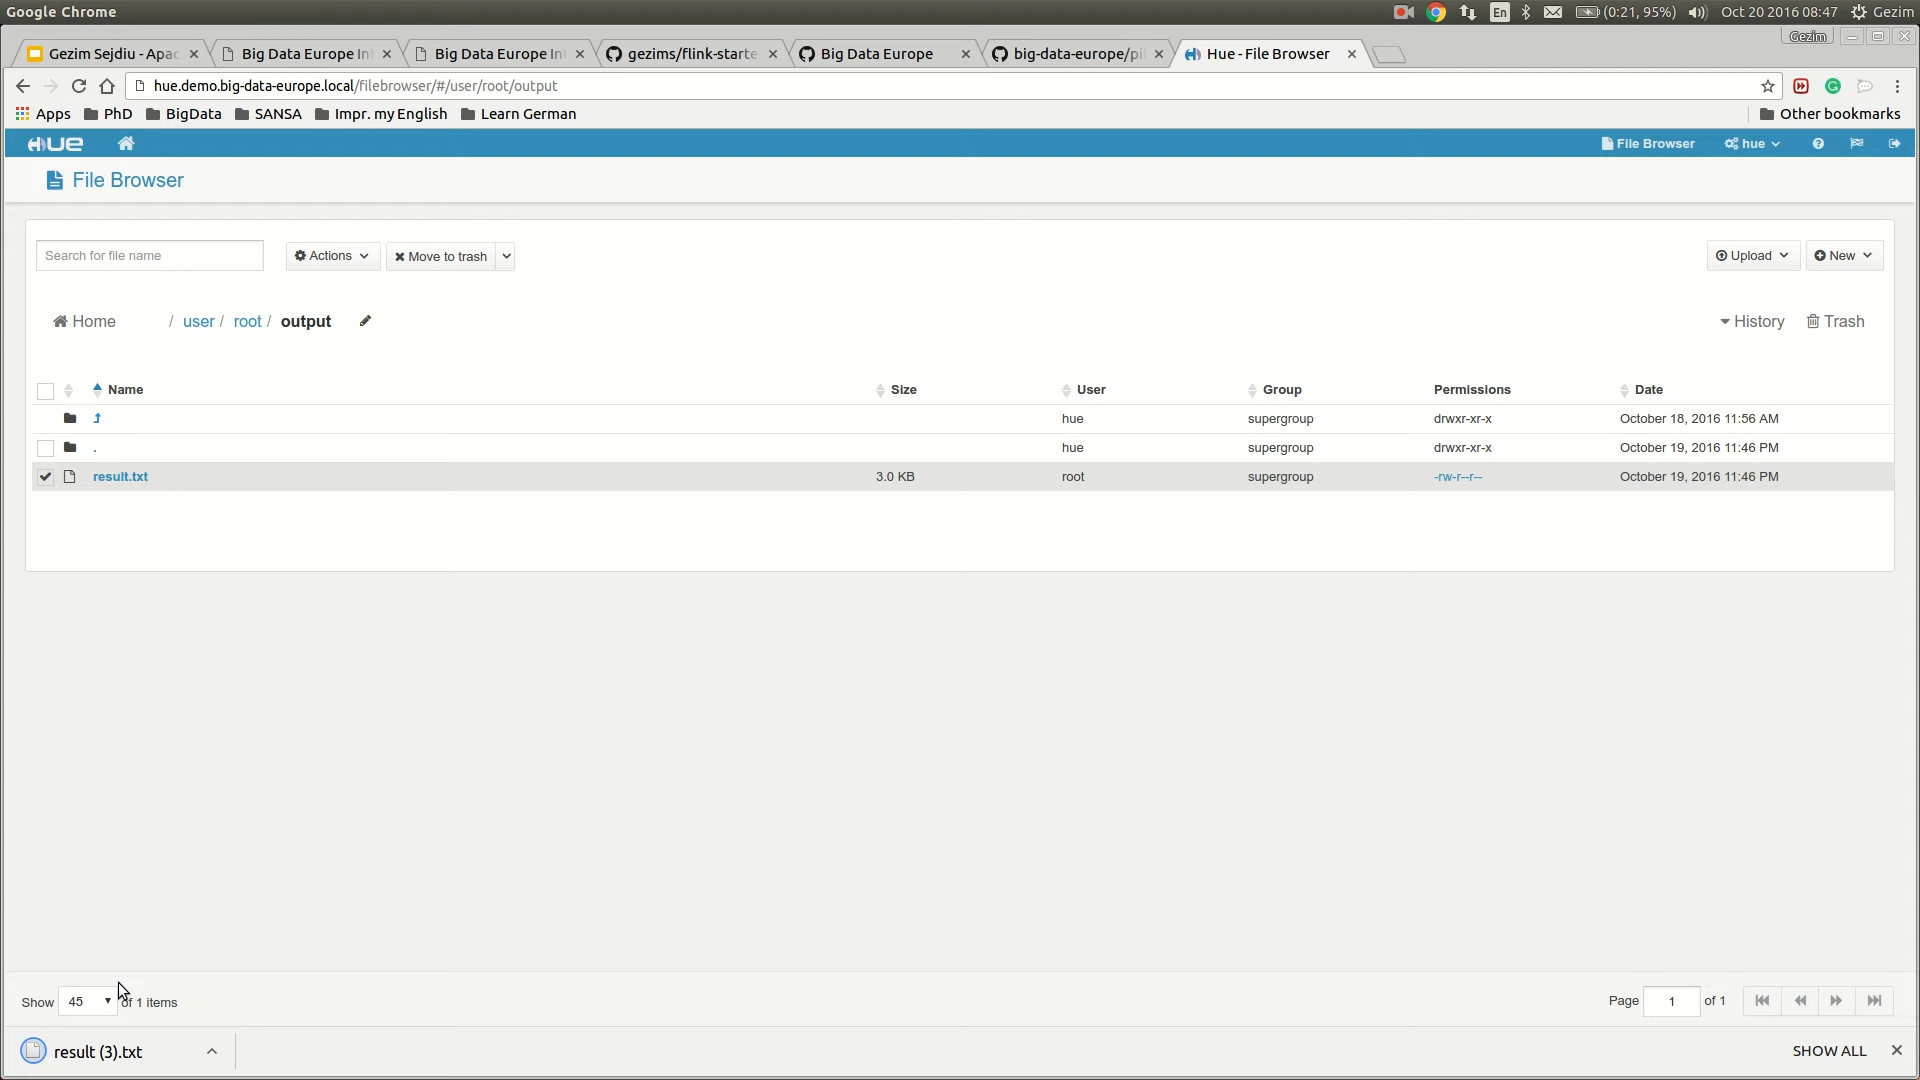 Google Chrome
En
(0:21, 95%)
Oct 20 2016 08:47
Gezim
Gezim
Gezim Sejdiu - Apac
Big Data Europe Int
Big Data Europe Int
gezims/flink-starte
Big Data Europe
big-data-europe/pil
Hue - File Browser
hue.demo.big-data-europe.local/filebrowser/#/user/root/output
Apps
PhD
BigData
SANSA
Impr. my English
Learn German
Other bookmarks
HUE
File Browser
hue
File Browser
Search for file name
Actions
Move to trash
Upload
New
Home / user / root / output
History
Trash
Name Size User Group Permissions Date
hue supergroup drwxr-xr-x October 18, 2016 11:56 AM
. hue supergroup drwxr-xr-x October 19, 2016 11:46 PM
result.txt 3.0 KB root supergroup -rw-r--r-- October 19, 2016 11:46 PM
Show 45 of 1 items
Page 1 of 1
result (3).txt
SHOW ALL